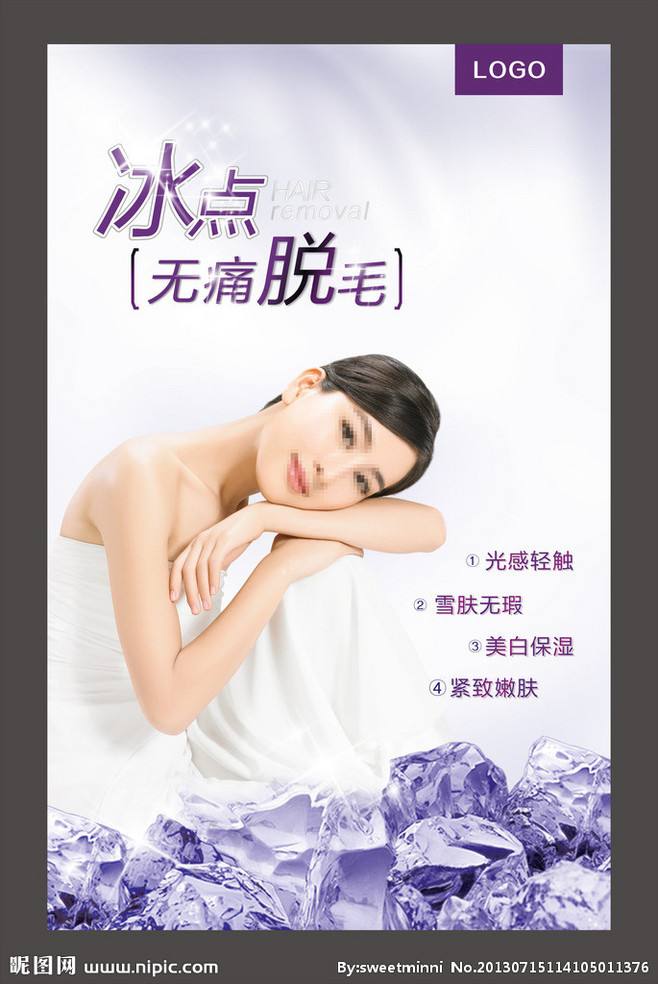 LOGO
冰点 HAIR removal
[无痛脱毛]
① 光感轻触
② 雪肤无瑕
③ 美白保湿
④ 紧致嫩肤
昵图网 www.nipic.com
By:sweetminni No.20130715114105011376